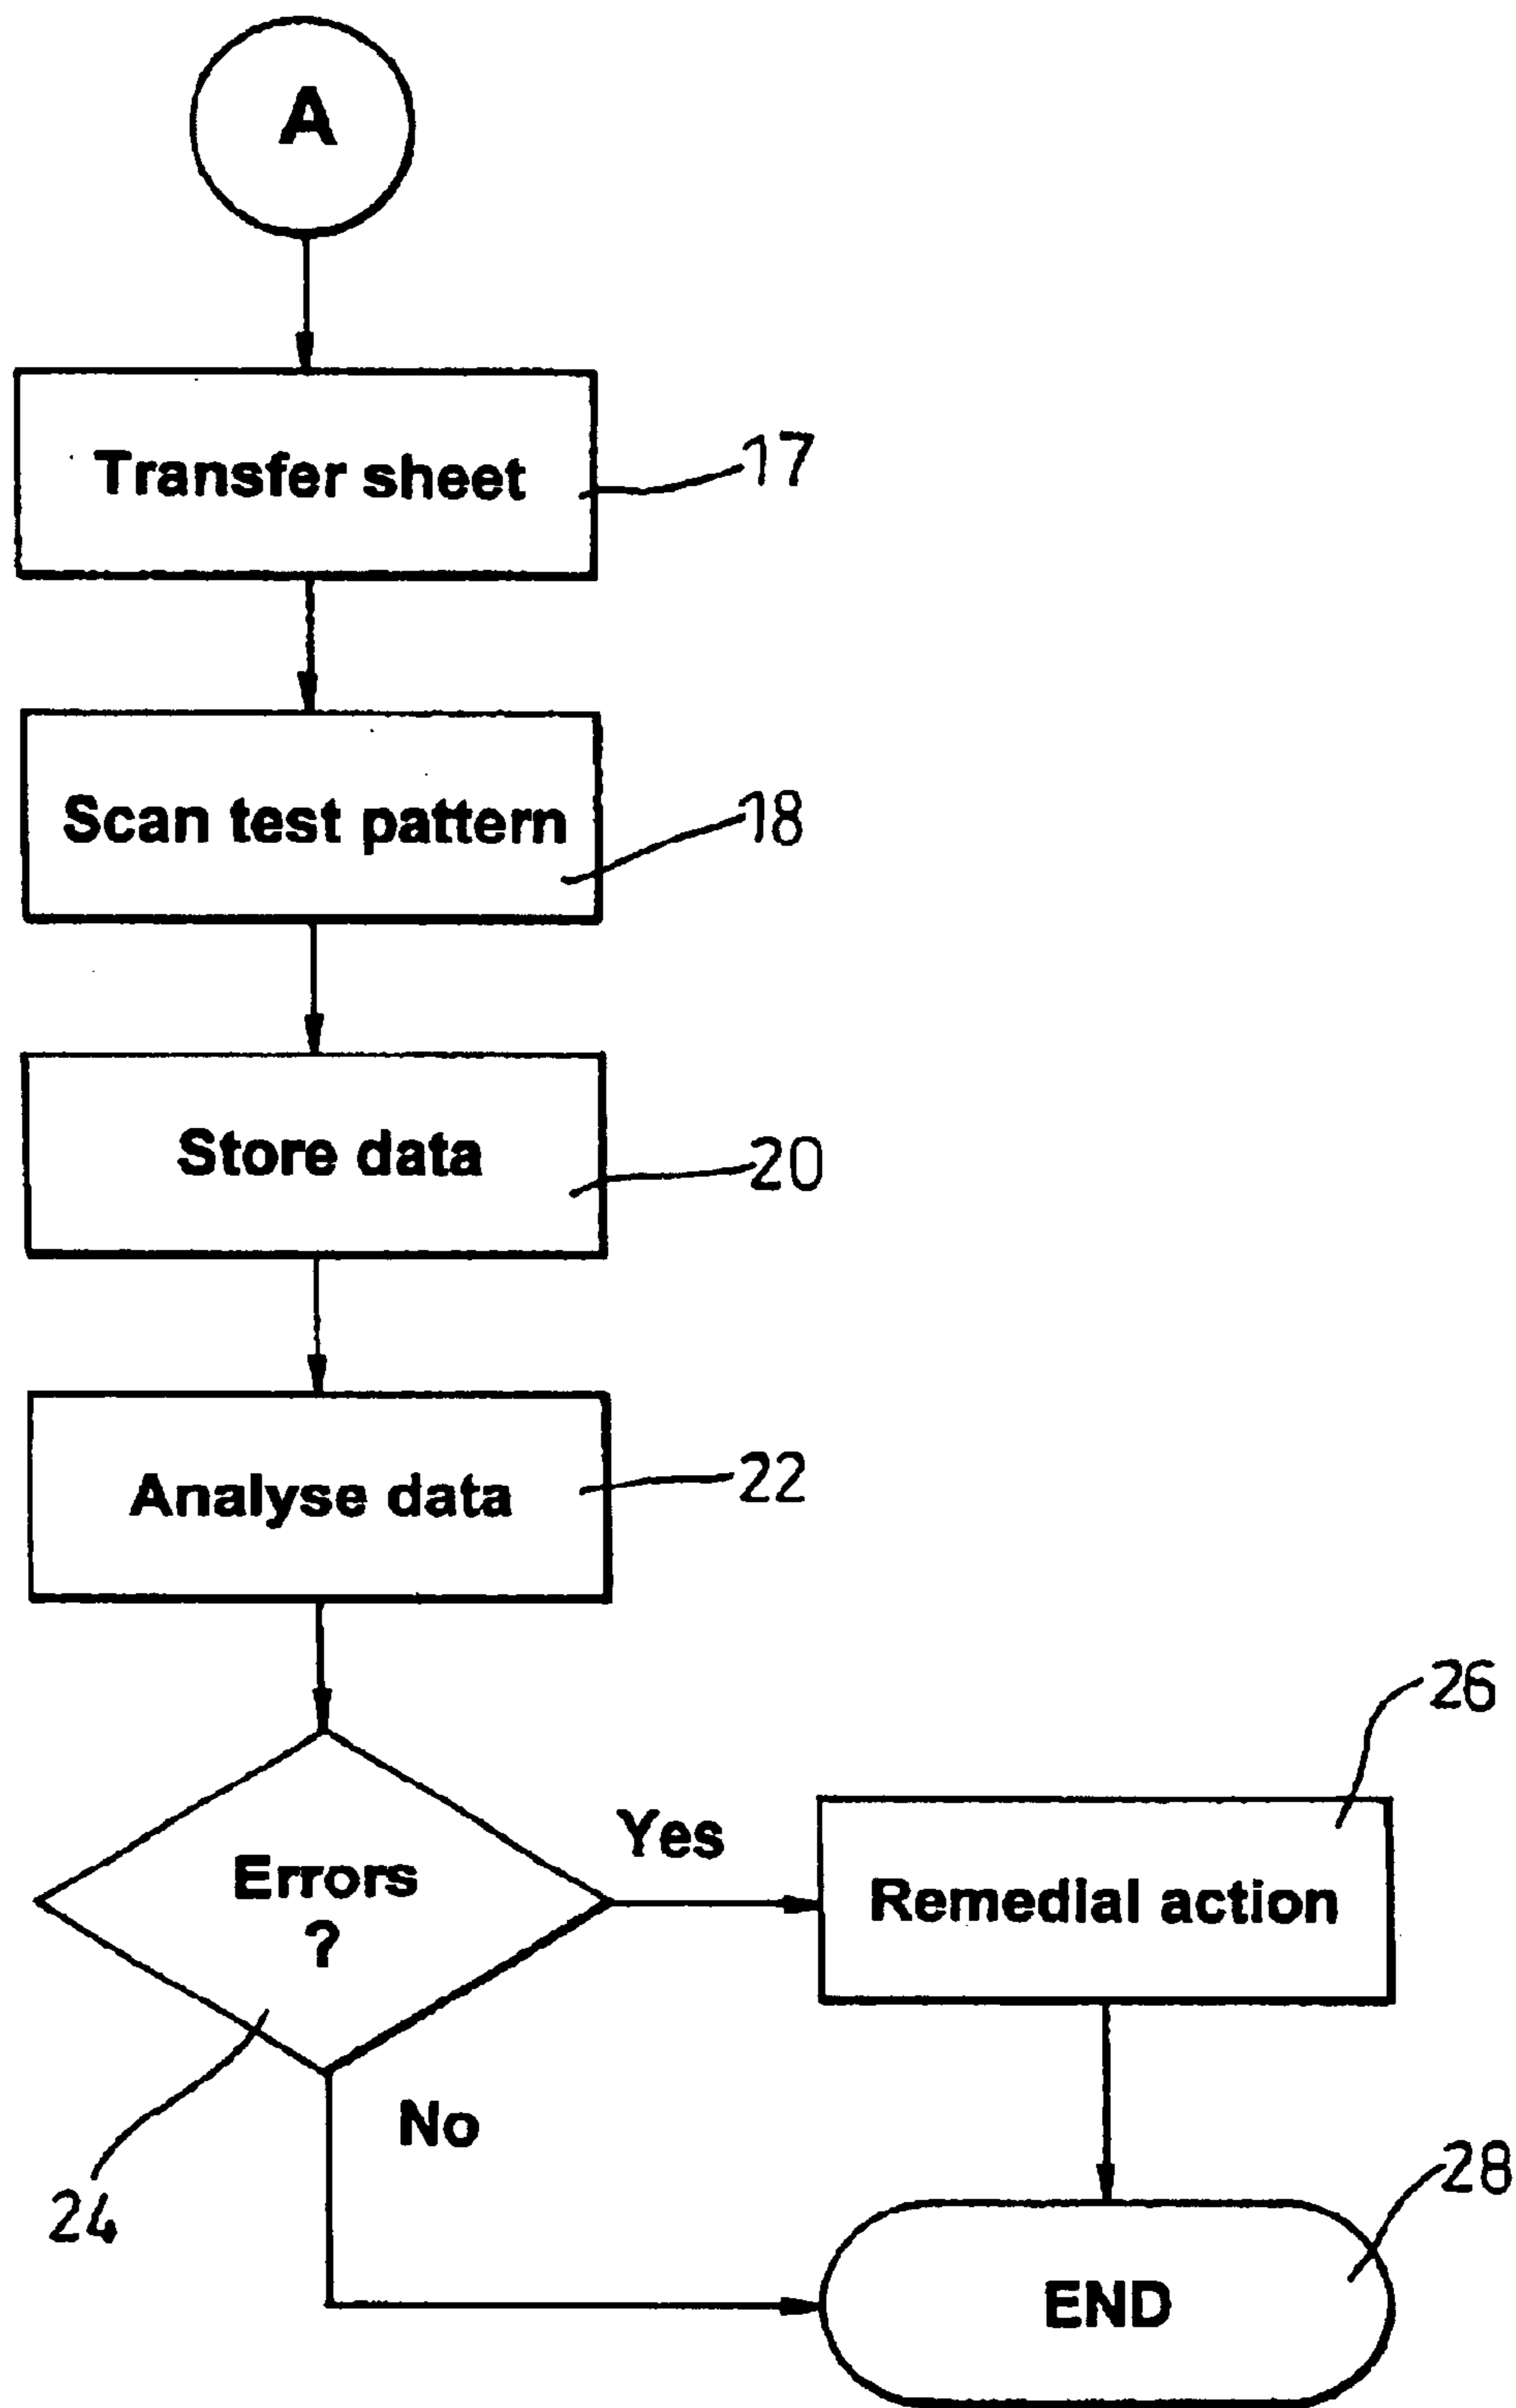 A
Transfer sheet
17
Scan test pattern
18
Store data
20
Analyse data
22
26
Errors
?
Yes
Remedial action
24
No
28
END